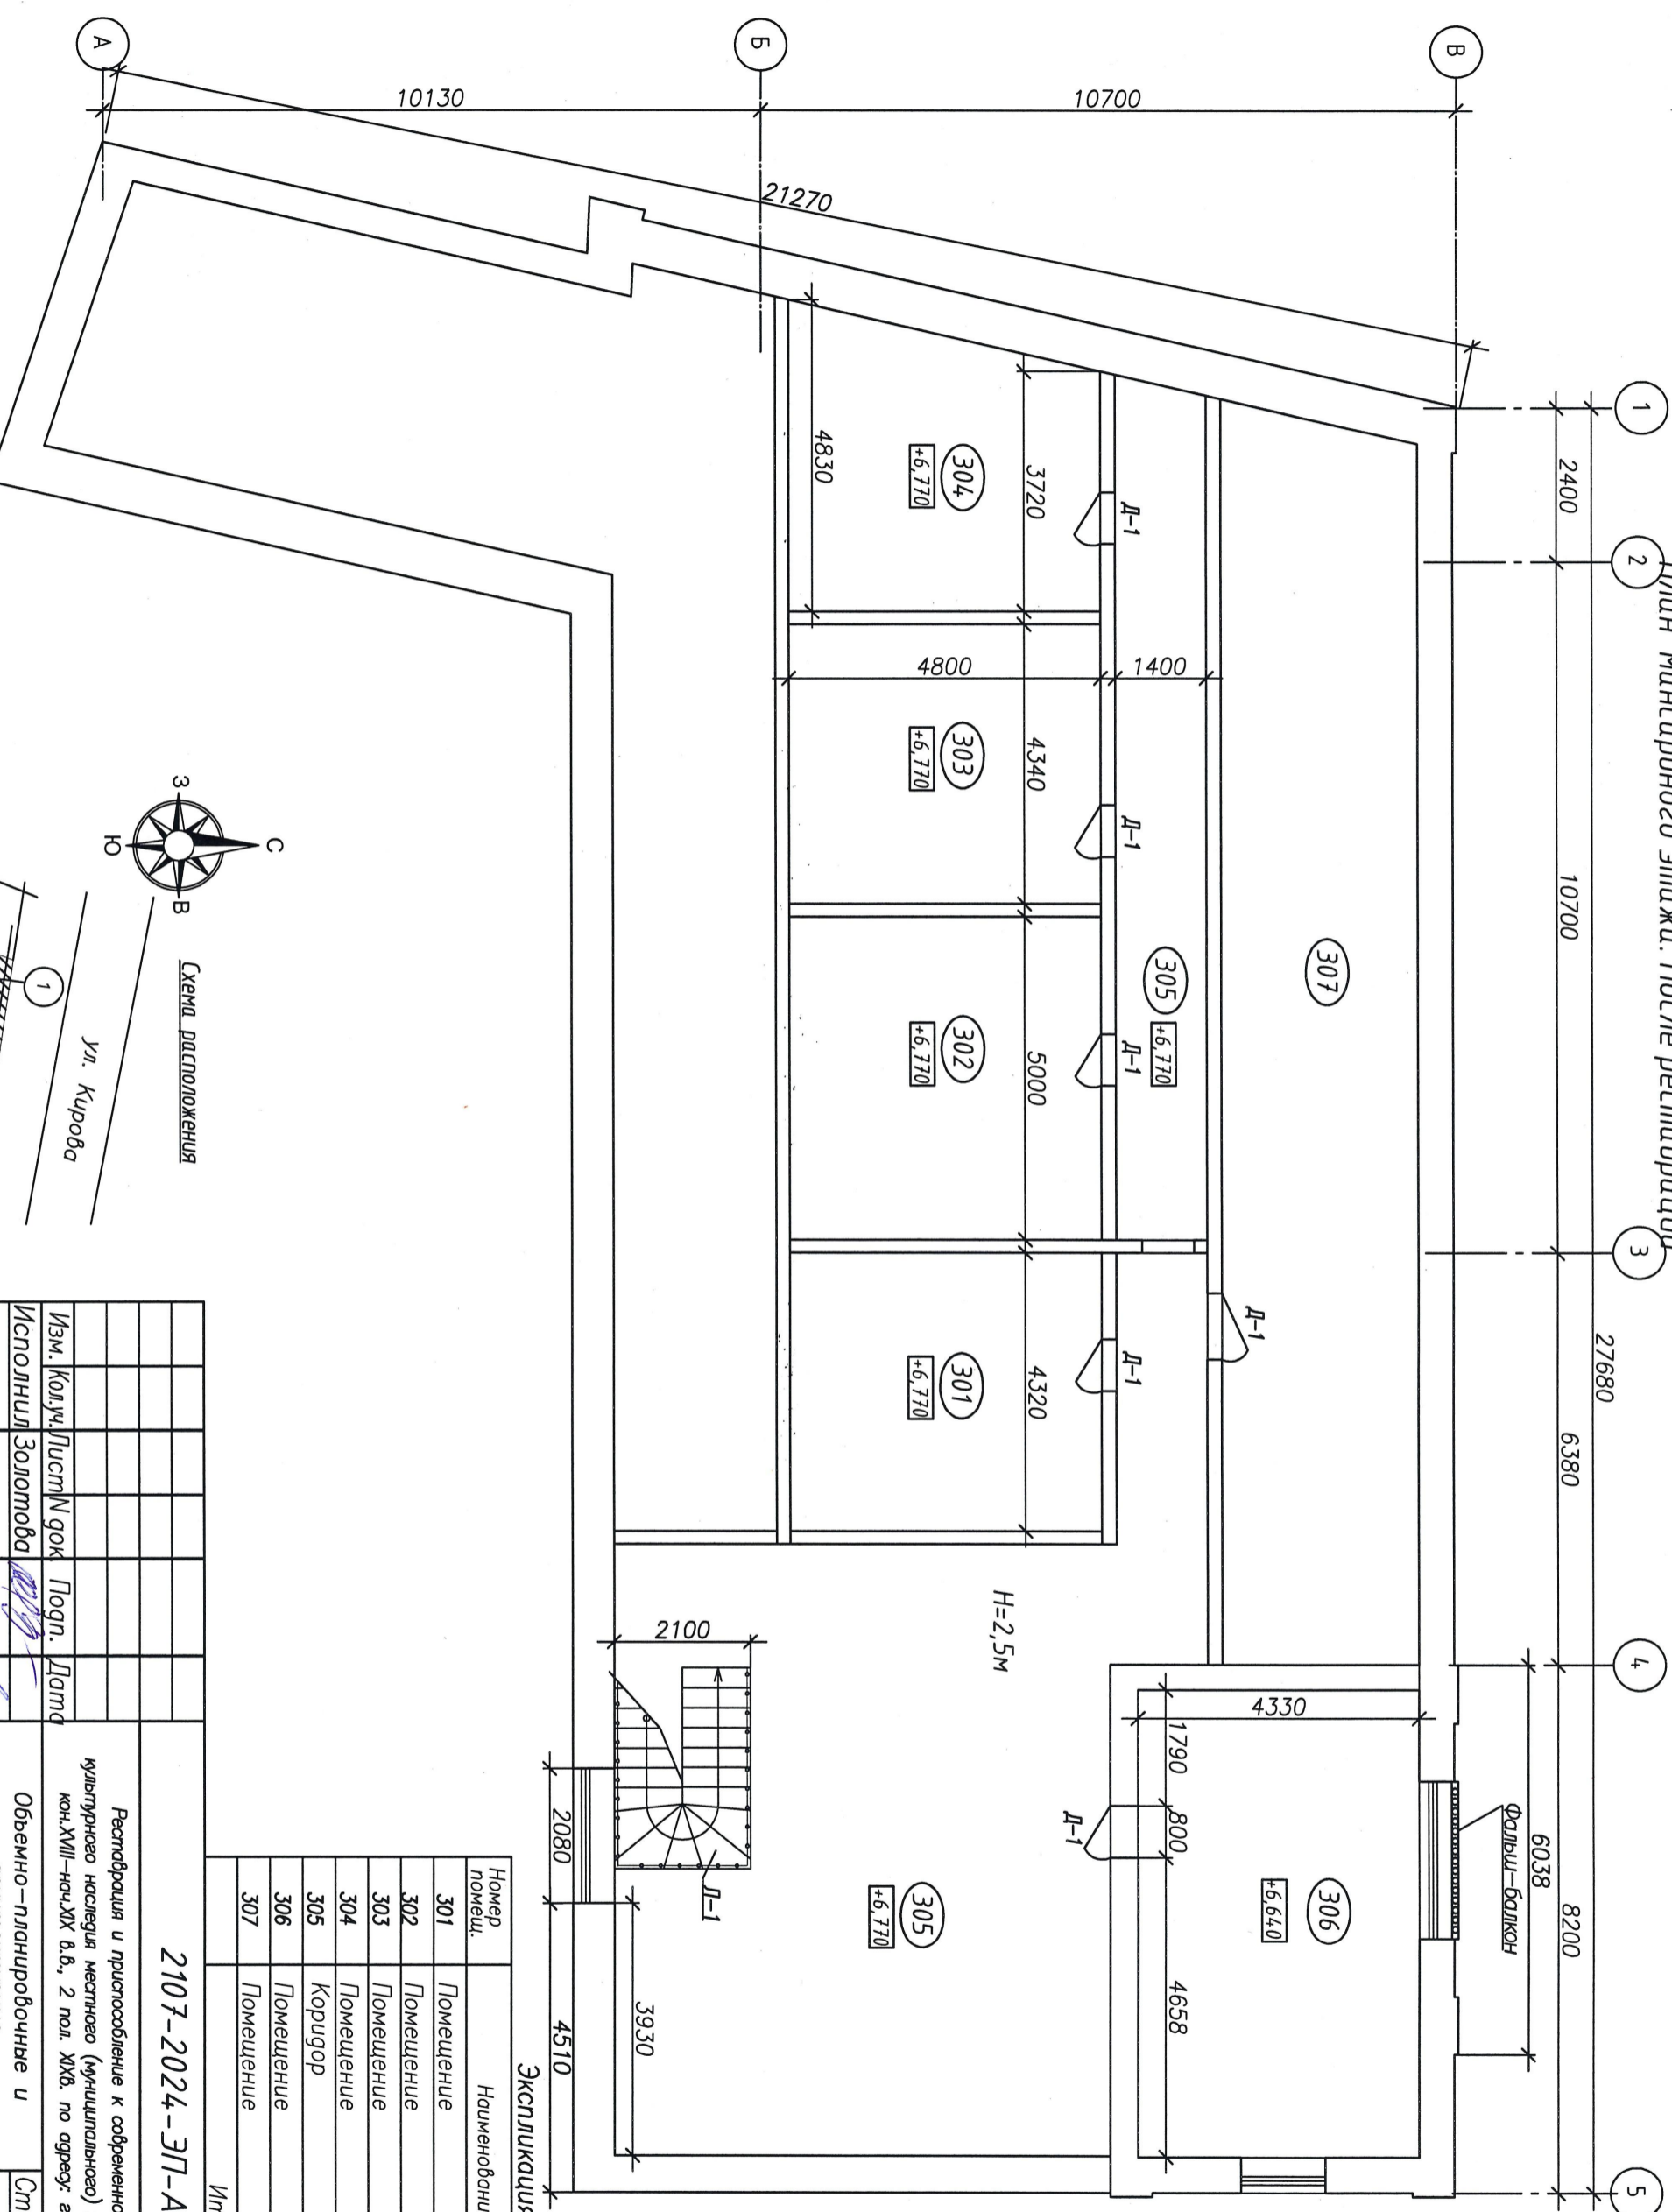 План мансардного этажа. После реставрации
1
2
3
4
5
А
Б
В
27680
2400
10700
6380
8200
6038
10130
10700
21270
Фальш-балкон
307
306
+6,640
4330
1790
800
4658
Д-1
Д-1
305
+6,770
1400
4800
Д-1
Д-1
Д-1
Д-1
3720
4340
5000
4320
304
+6,770
303
+6,770
302
+6,770
301
+6,770
4830
H=2,5м
305
+6,770
2100
Л-1
3930
2080
4510
С
З
В
Ю
Схема расположения
ул. Кирова
1
Экспликация
Номер помещ.
301 Помещение
302 Помещение
303 Помещение
304 Помещение
305 Коридор
306 Помещение
307 Помещение
2107-2024-ЭП-А
Изм. Кол.уч. Лист N док. Подп. Дата
Исполнил Золотова
Реставрация и приспособление к
культурного наследия местного (муниципального)
кон.XVIII-нач.XIX в.в., 2 пол. XIXв. по адресу:
Объемно-планировочные и